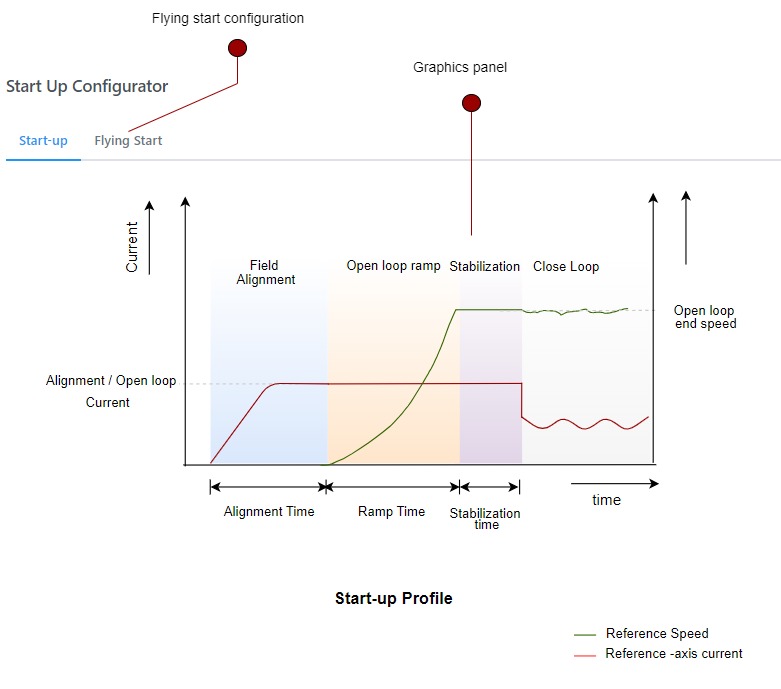 Flying start configuration
Graphics panel
Start Up Configurator
Start-up
Flying Start
Current
Field
Alignment
Open loop ramp
Stabilization
Close Loop
Open loop
end speed
Alignment / Open loop
Current
Alignment Time
Ramp Time
Stabilization
time
time
Start-up Profile
Reference Speed
Reference -axis current